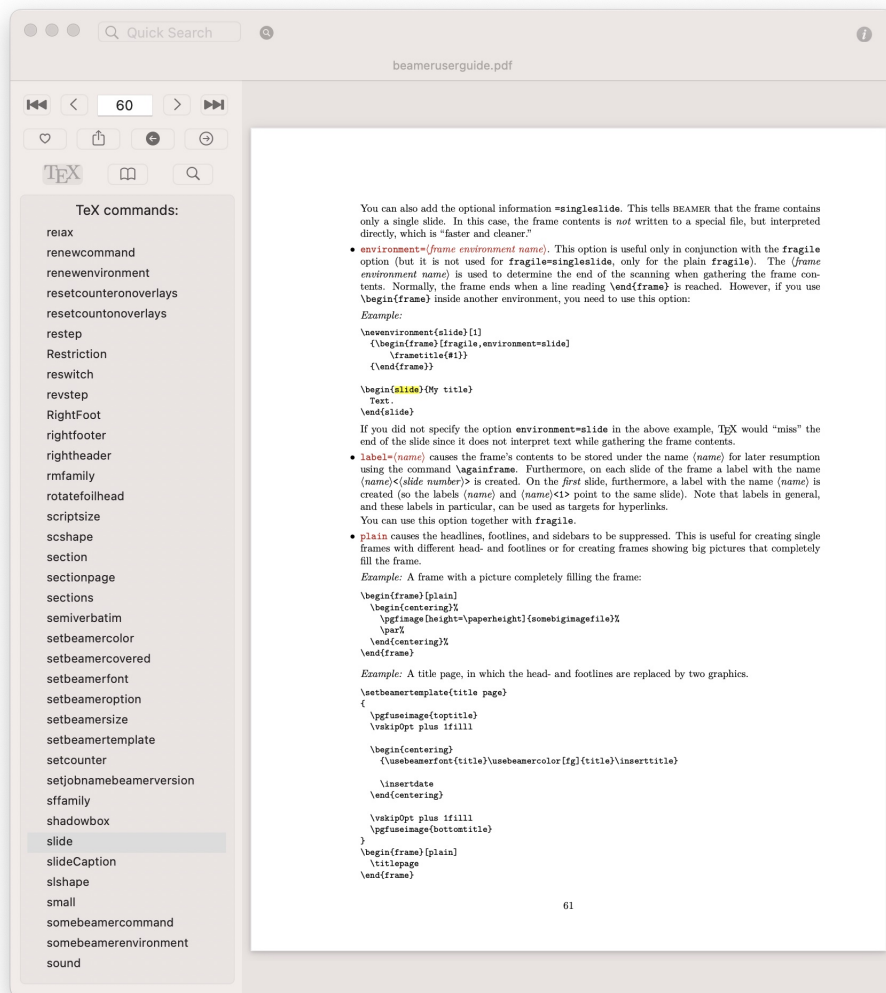 Quick Search
beameruserguide.pdf
60
TEX
TeX commands:
relax
renewcommand
renewenvironment
resetcounteronoverlays
resetcountonoverlays
restep
Restriction
reswitch
revstep
RightFoot
rightfooter
rightheader
rmfamily
rotatefoilhead
scriptsize
scshape
section
sectionpage
sections
semiverbatim
setbeamercolor
setbeamercovered
setbeamerfont
setbeameroption
setbeamersize
setbeamertemplate
setcounter
setjobnamebeamerversion
sffamily
shadowbox
slide
slideCaption
slshape
small
somebeamercommand
somebeamerenvironment
sound
You can also add the optional information =singleslide. This tells BEAMER that the frame contains
only a single slide. In this case, the frame contents is not written to a special file, but interpreted
directly, which is “faster and cleaner.”
• environment=⟨frame environment name⟩. This option is useful only in conjunction with the fragile
option (but it is not used for fragile=singleslide, only for the plain fragile). The ⟨frame
environment name⟩ is used to determine the end of the scanning when gathering the frame con-
tents. Normally, the frame ends when a line reading \end{frame} is reached. However, if you use
\begin{frame} inside another environment, you need to use this option:
Example:
\newenvironment{slide}[1]
{\begin{frame}[fragile,environment=slide]
\frametitle{#1}}
{\end{frame}}
\begin{slide}{My title}
Text.
\end{slide}
If you did not specify the option environment=slide in the above example, TEX would “miss” the
end of the slide since it does not interpret text while gathering the frame contents.
• label=⟨name⟩ causes the frame’s contents to be stored under the name ⟨name⟩ for later resumption
using the command \againframe. Furthermore, on each slide of the frame a label with the name
⟨name⟩<⟨slide number⟩> is created. On the first slide, furthermore, a label with the name ⟨name⟩ is
created (so the labels ⟨name⟩ and ⟨name⟩<1> point to the same slide). Note that labels in general,
and these labels in particular, can be used as targets for hyperlinks.
You can use this option together with fragile.
• plain causes the headlines, footlines, and sidebars to be suppressed. This is useful for creating single
frames with different head- and footlines or for creating frames showing big pictures that completely
fill the frame.
Example: A frame with a picture completely filling the frame:
\begin{frame}[plain]
\begin{centering}%
\pgfimage[height=\paperheight]{somebigimagefile}%
\par%
\end{centering}%
\end{frame}
Example: A title page, in which the head- and footlines are replaced by two graphics.
\setbeamertemplate{title page}
{
\pgfuseimage{toptitle}
\vskip0pt plus 1filll
\begin{centering}
{\usebeamerfont{title}\usebeamercolor[fg]{title}\inserttitle}
\insertdate
\end{centering}
\vskip0pt plus 1filll
\pgfuseimage{bottomtitle}
}
\begin{frame}[plain]
\titlepage
\end{frame}
61